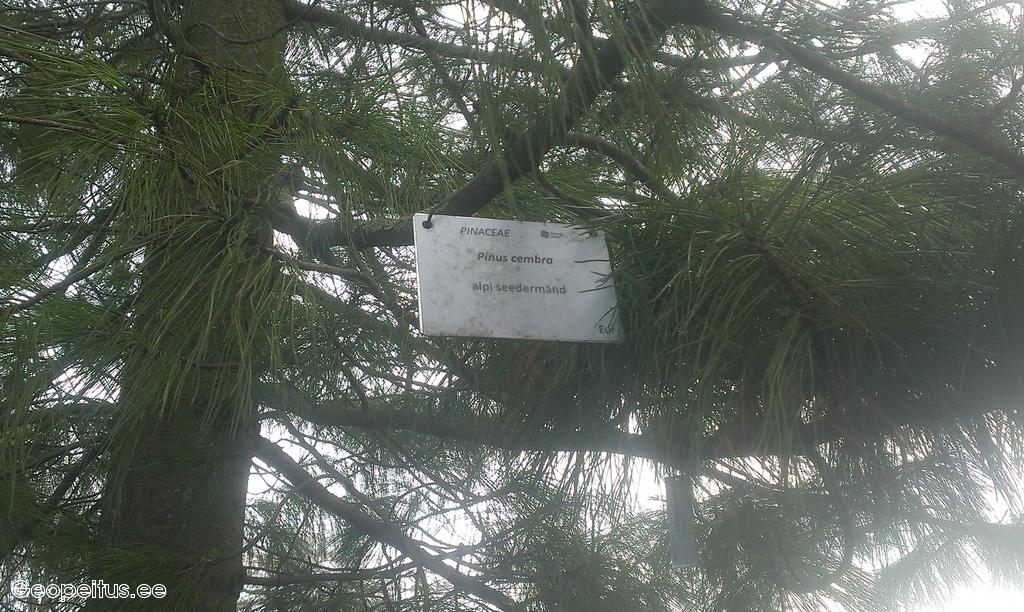 PINACEAE
Pinus cembra
alpi seedermänd
Eur
Geopeitus.ee